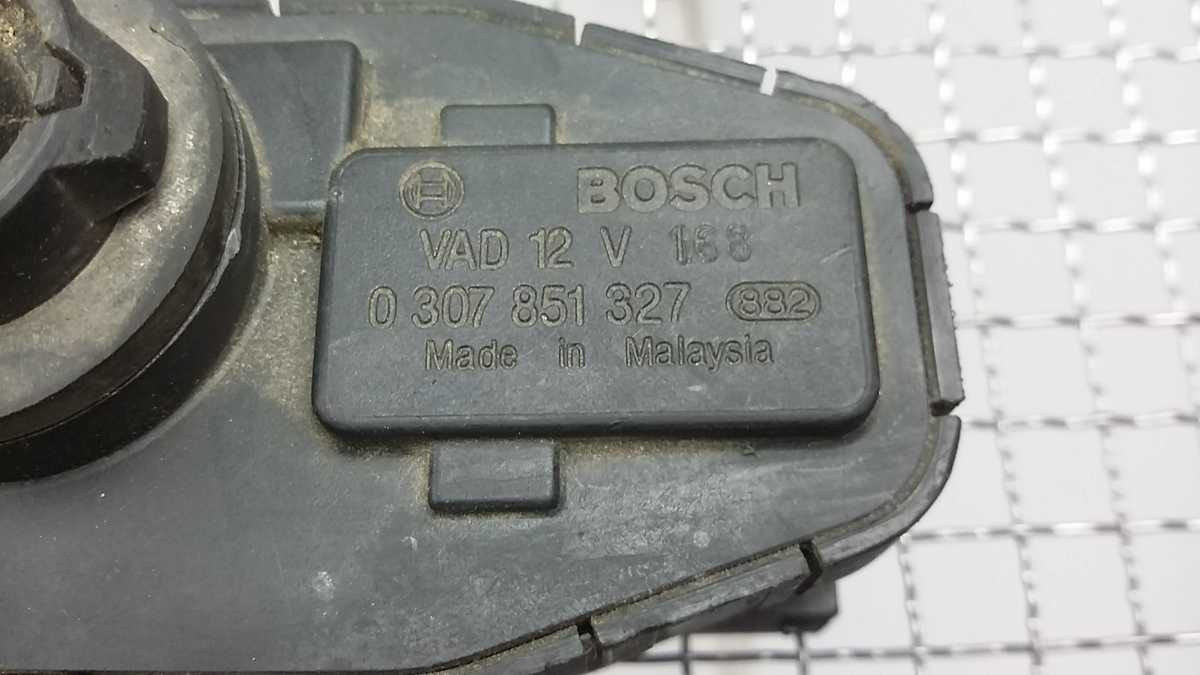 BOSCH
VAD 12 V 168
0 307 851 327 882
Made in Malaysia